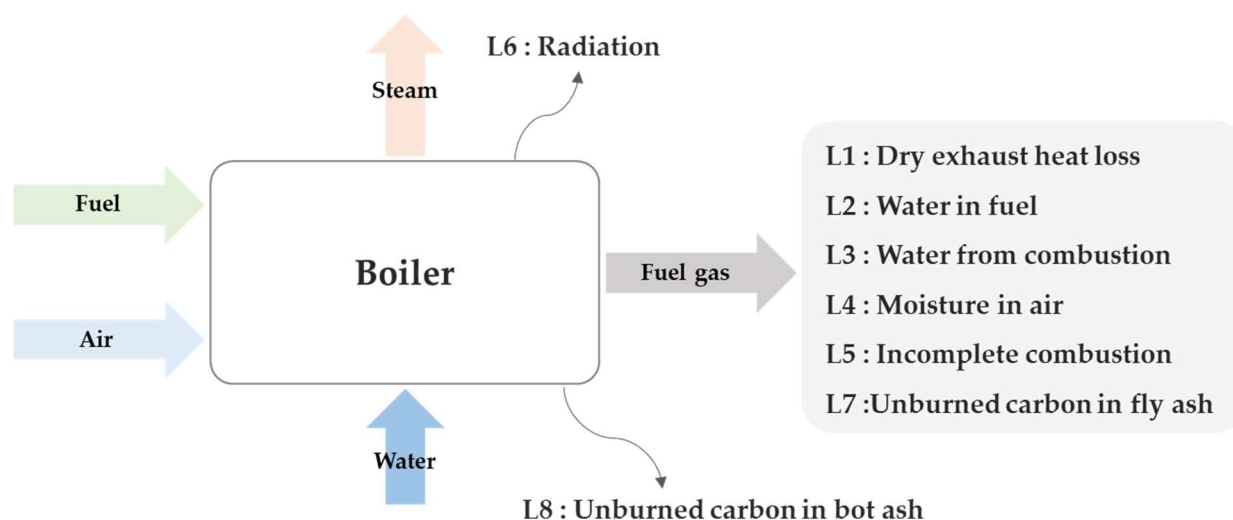 L6 : Radiation
Steam
Fuel
Boiler
Air
Water
Fuel gas
L1 : Dry exhaust heat loss
L2 : Water in fuel
L3 : Water from combustion
L4 : Moisture in air
L5 : Incomplete combustion
L7 :Unburned carbon in fly ash
L8 : Unburned carbon in bot ash